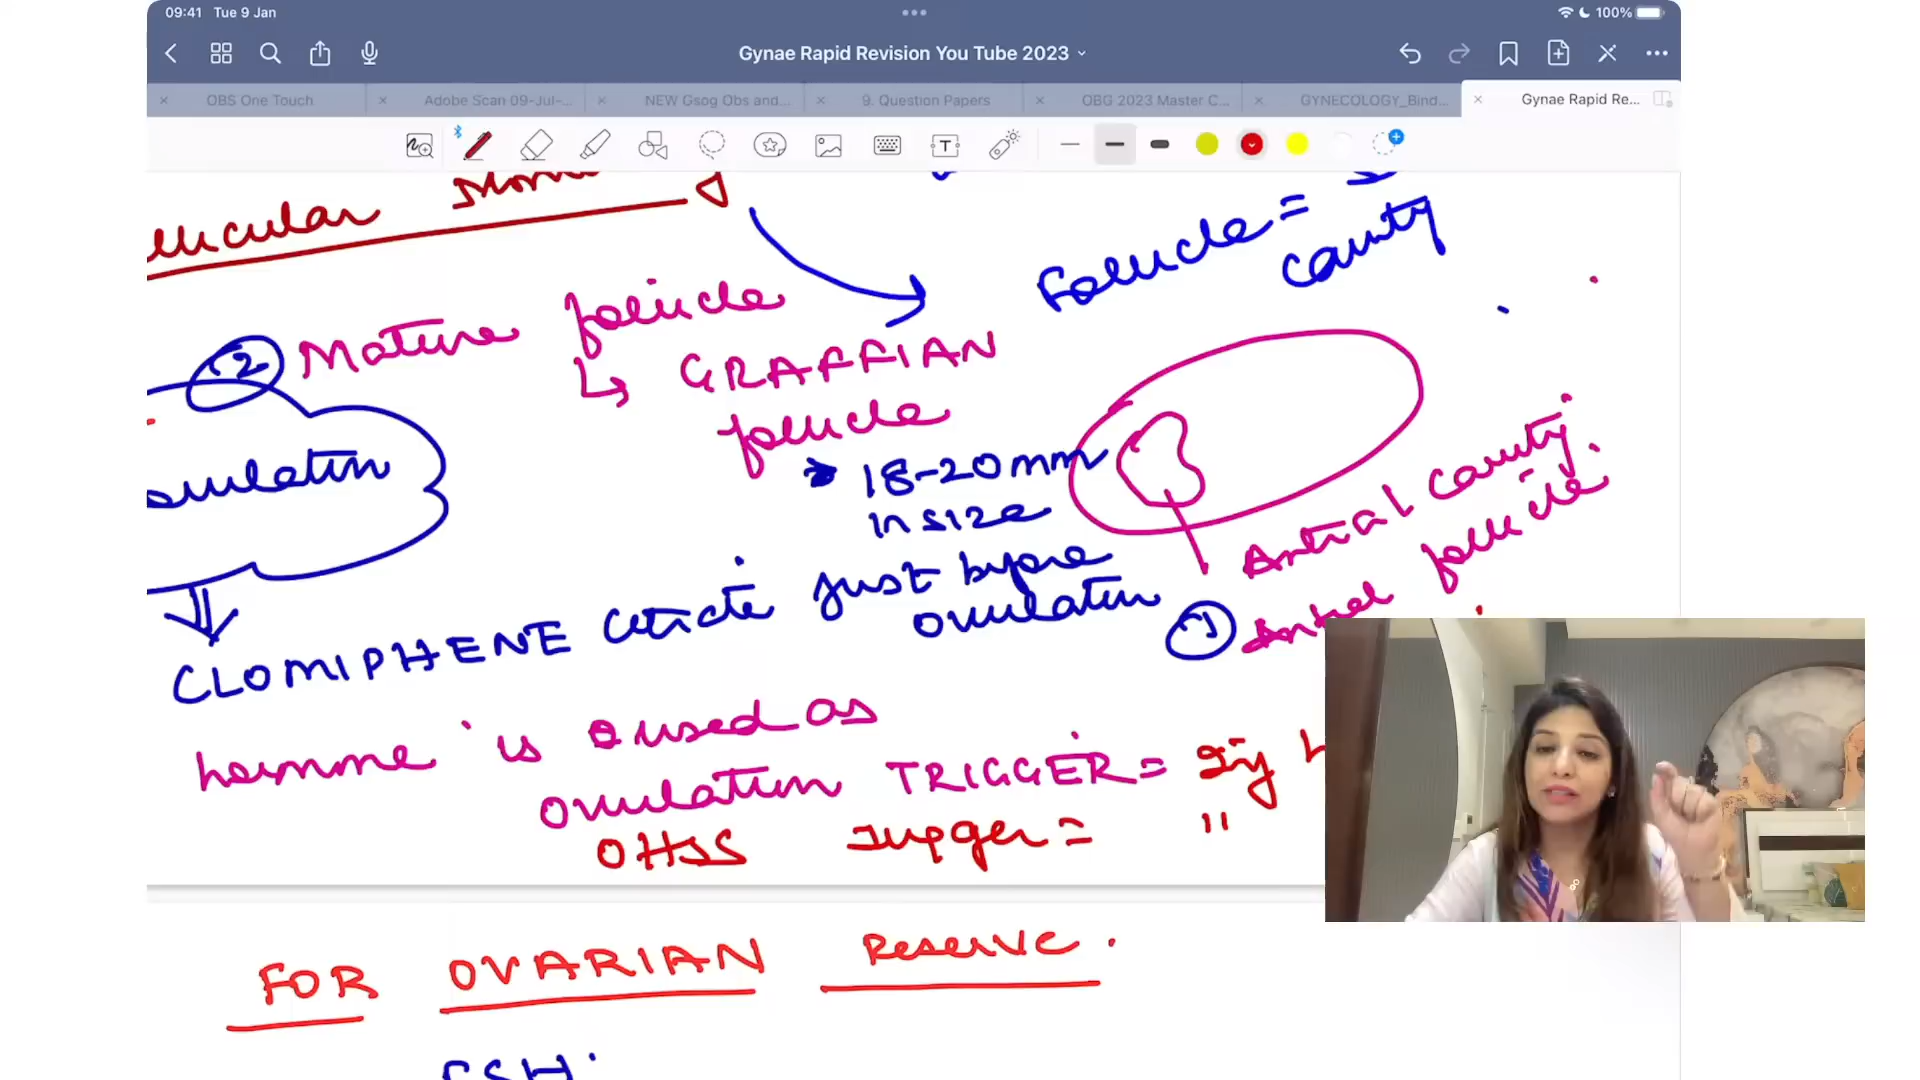 09:41 Tue 9 Jan
100%
Gynae Rapid Revision You Tube 2023
OBS One Touch
Adobe Scan 09-Jul-...
NEW Gsog Obs and...
9. Question Papers
OBG 2023 Master C...
GYNECOLOGY_Bind...
Gynae Rapid Re...
Follicle =
cavity
(2) Mature follicle
↳ GRAFFIAN
follicle
18-20mm
in size
just before
ovulation
Antral cavity
(1) Antral follicle
CLOMIPHENE citrate
hormone is used as
ovulation TRIGGER = Inj
OHSS trigger = "
FOR OVARIAN Reserve.
FSH